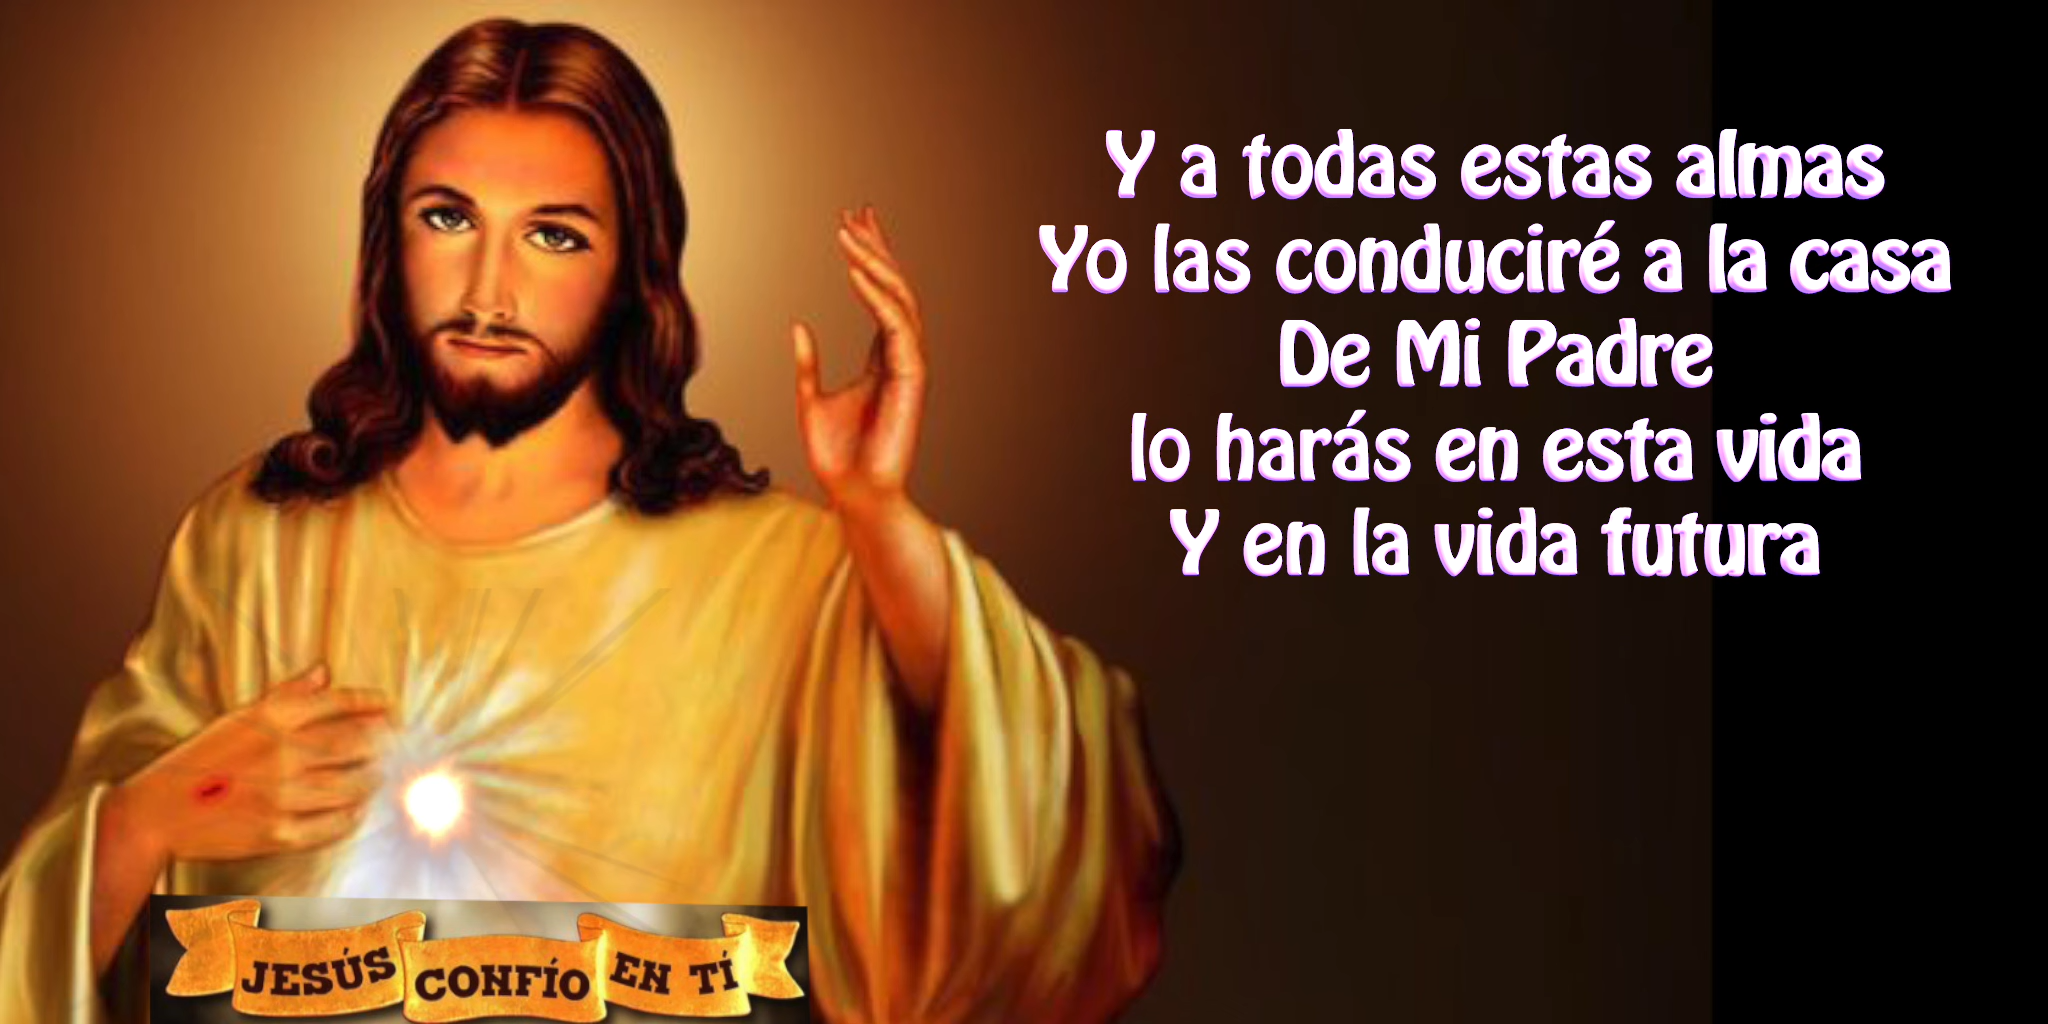 Y a todas estas almas
Yo las conduciré a la casa
De Mi Padre
lo harás en esta vida
Y en la vida futura
JESÚS CONFÍO EN TÍ